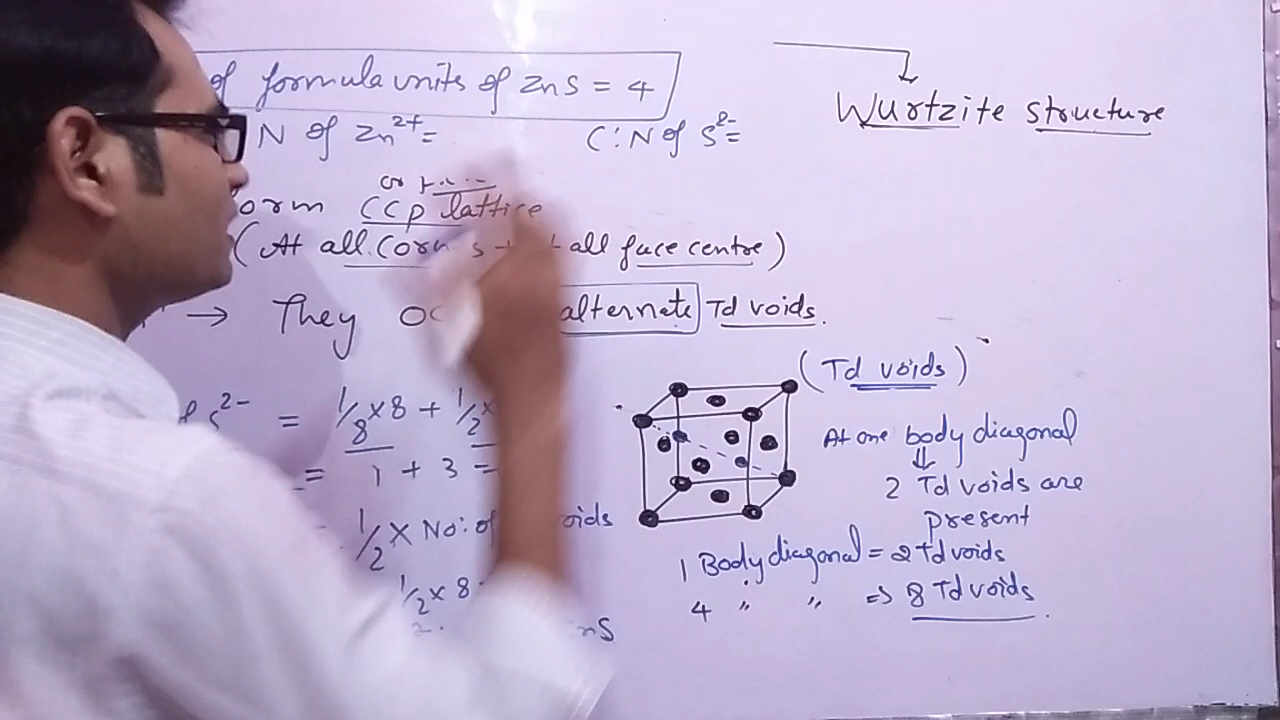 of formula units of ZnS = 4
N of Zn²⁺ =
C:N of S²⁻ =
Wurtzite structure
or
orm CCp lattice
(At all Cor s + t all face centre)
→ They OC alternate Td voids.
(Td voids)
At one body diagonal
⇓
2 Td voids are
present
1 Body diagonal = 2 Td voids
4 " " => 8 Td voids.
S²⁻ = 1/8 × 8 + 1/2 ×
= 1 + 3 =
1/2 × No: of oids
1/2 × 8
nS